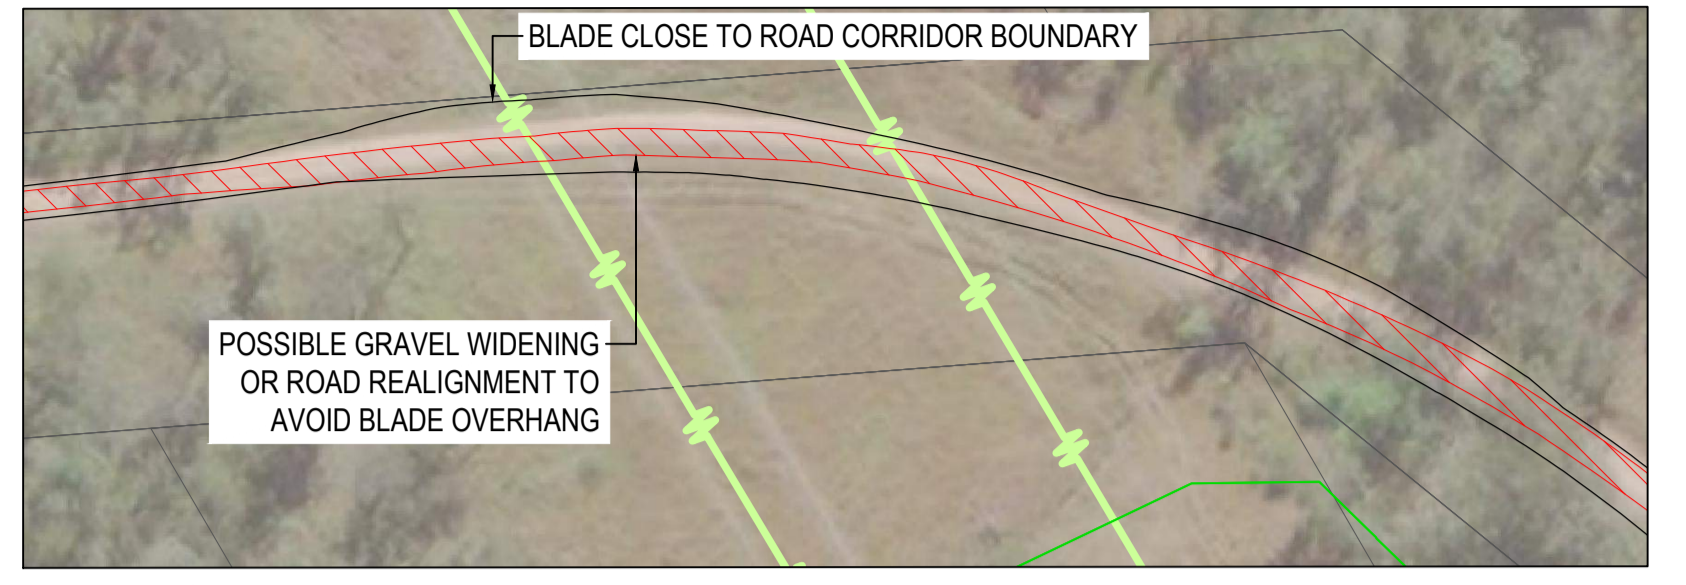 BLADE CLOSE TO ROAD CORRIDOR BOUNDARY
POSSIBLE GRAVEL WIDENING
OR ROAD REALIGNMENT TO
AVOID BLADE OVERHANG